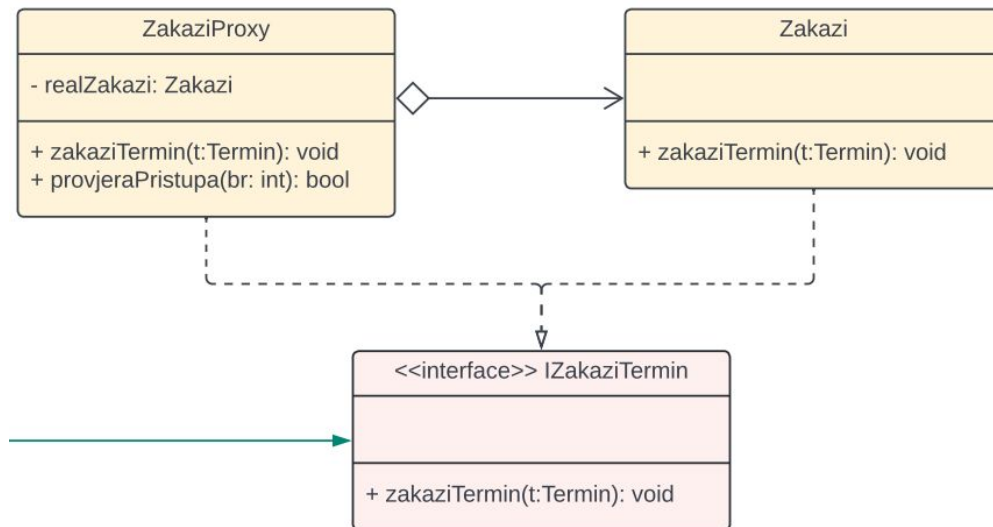 ZakaziProxy
- realZakazi: Zakazi
+ zakaziTermin(t:Termin): void
+ provjeraPristupa(br: int): bool
Zakazi
+ zakaziTermin(t:Termin): void
<<interface>> IZakaziTermin
+ zakaziTermin(t:Termin): void